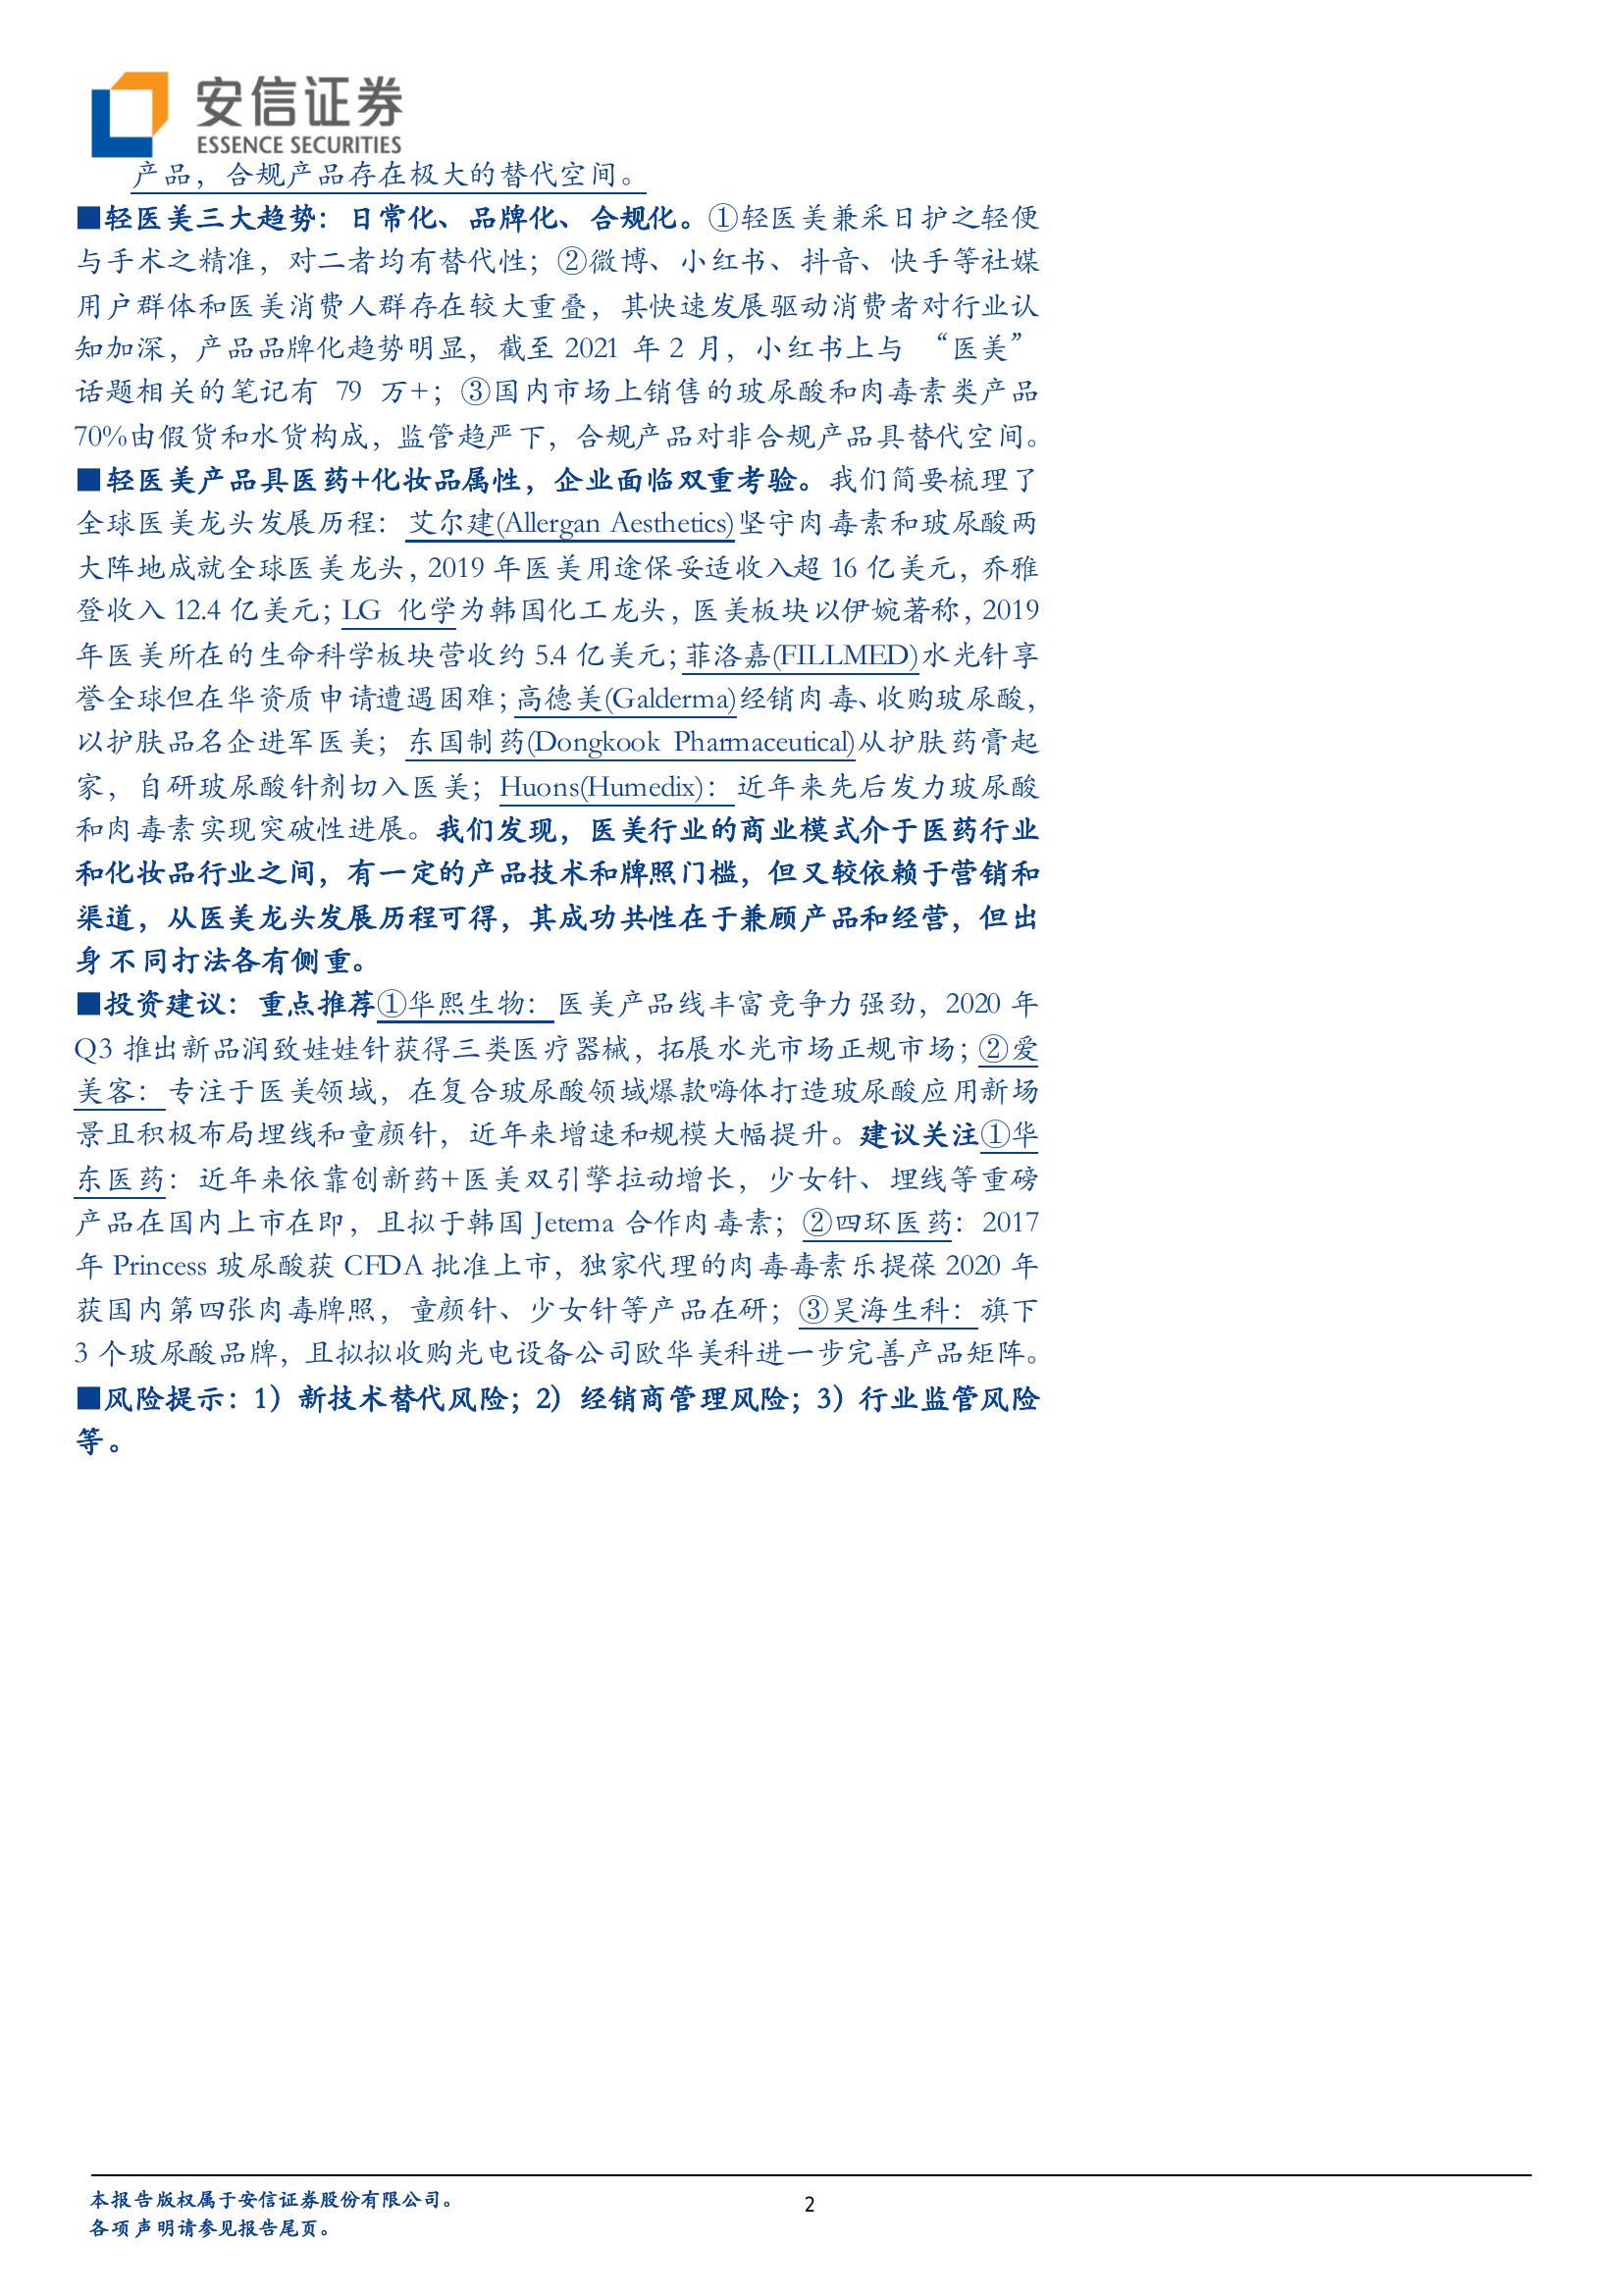 安信证券
ESSENCE SECURITIES
产品，合规产品存在极大的替代空间。
■轻医美三大趋势：日常化、品牌化、合规化。①轻医美兼采日护之轻便
与手术之精准，对二者均有替代性；②微博、小红书、抖音、快手等社媒
用户群体和医美消费人群存在较大重叠，其快速发展驱动消费者对行业认
知加深，产品品牌化趋势明显，截至 2021 年 2 月，小红书上与 “医美”
话题相关的笔记有 79 万+；③国内市场上销售的玻尿酸和肉毒素类产品
70%由假货和水货构成，监管趋严下，合规产品对非合规产品具替代空间。
■轻医美产品具医药+化妆品属性，企业面临双重考验。我们简要梳理了
全球医美龙头发展历程：艾尔建(Allergan Aesthetics)坚守肉毒素和玻尿酸两
大阵地成就全球医美龙头，2019 年医美用途保妥适收入超 16 亿美元，乔雅
登收入 12.4 亿美元；LG 化学为韩国化工龙头，医美板块以伊婉著称，2019
年医美所在的生命科学板块营收约 5.4 亿美元；菲洛嘉(FILLMED)水光针享
誉全球但在华资质申请遭遇困难；高德美(Galderma)经销肉毒、收购玻尿酸，
以护肤品名企进军医美；东国制药(Dongkook Pharmaceutical)从护肤药膏起
家，自研玻尿酸针剂切入医美；Huons(Humedix)：近年来先后发力玻尿酸
和肉毒素实现突破性进展。我们发现，医美行业的商业模式介于医药行业
和化妆品行业之间，有一定的产品技术和牌照门槛，但又较依赖于营销和
渠道，从医美龙头发展历程可得，其成功共性在于兼顾产品和经营，但出
身不同打法各有侧重。
■投资建议：重点推荐①华熙生物：医美产品线丰富竞争力强劲，2020 年
Q3 推出新品润致娃娃针获得三类医疗器械，拓展水光市场正规市场；②爱
美客：专注于医美领域，在复合玻尿酸领域爆款嗨体打造玻尿酸应用新场
景且积极布局埋线和童颜针，近年来增速和规模大幅提升。建议关注①华
东医药：近年来依靠创新药+医美双引擎拉动增长，少女针、埋线等重磅
产品在国内上市在即，且拟于韩国 Jetema 合作肉毒素；②四环医药：2017
年 Princess 玻尿酸获 CFDA 批准上市，独家代理的肉毒毒素乐提葆 2020 年
获国内第四张肉毒牌照，童颜针、少女针等产品在研；③昊海生科：旗下
3 个玻尿酸品牌，且拟拟收购光电设备公司欧华美科进一步完善产品矩阵。
■风险提示：1）新技术替代风险；2）经销商管理风险；3）行业监管风险
等。
本报告版权属于安信证券股份有限公司。
各项声明请参见报告尾页。
2